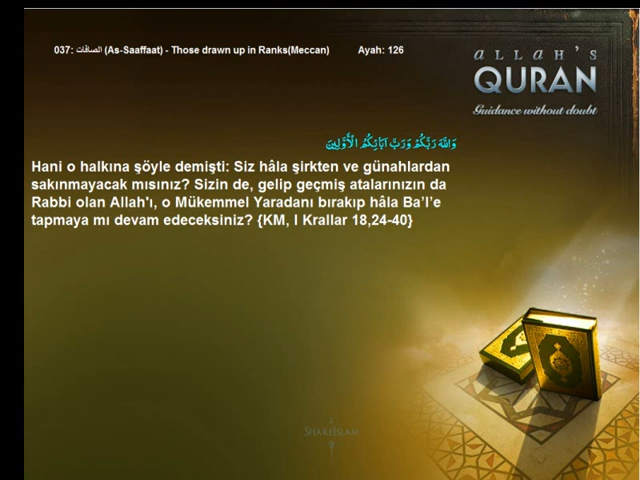 037: الصافات (As-Saaffaat) - Those drawn up in Ranks(Meccan) Ayah: 126
ALLAH'S
QURAN
Guidance without doubt
وَاللَّهَ رَبَّكُمْ وَرَبَّ آبَائِكُمُ الْأَوَّلِينَ
Hani o halkına şöyle demişti: Siz hâla şirkten ve günahlardan
sakınmayacak mısınız? Sizin de, gelip geçmiş atalarınızın da
Rabbi olan Allah'ı, o Mükemmel Yaradanı bırakıp hâla Ba’l’e
tapmaya mı devam edeceksiniz? {KM, I Krallar 18,24-40}
SHAREISLAM